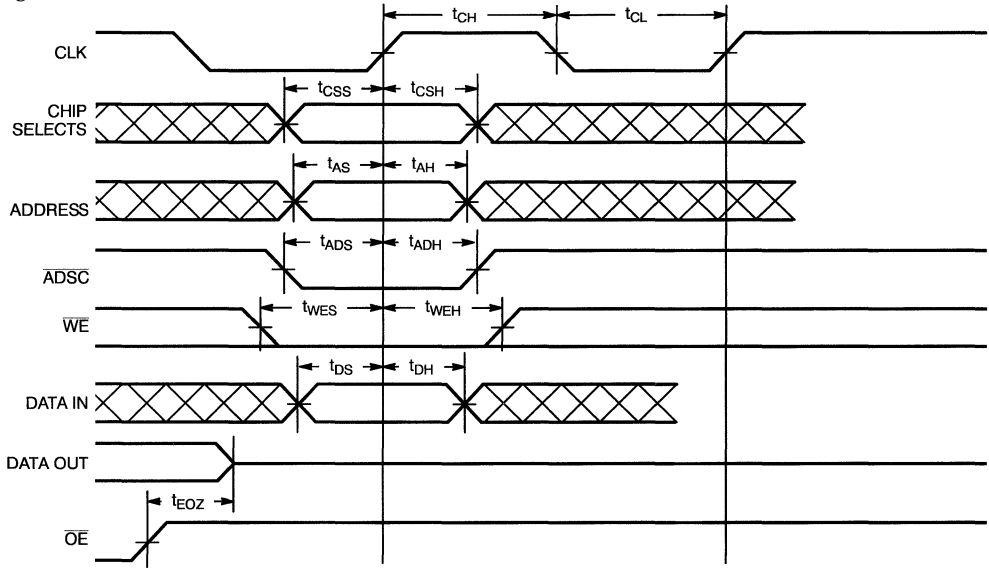 tCH tCL
CLK
tCSS tCSH
CHIP
SELECTS
tAS tAH
ADDRESS
tADS tADH
ADSC
tWES tWEH
WE
tDS tDH
DATA IN
DATA OUT
tEOZ
OE